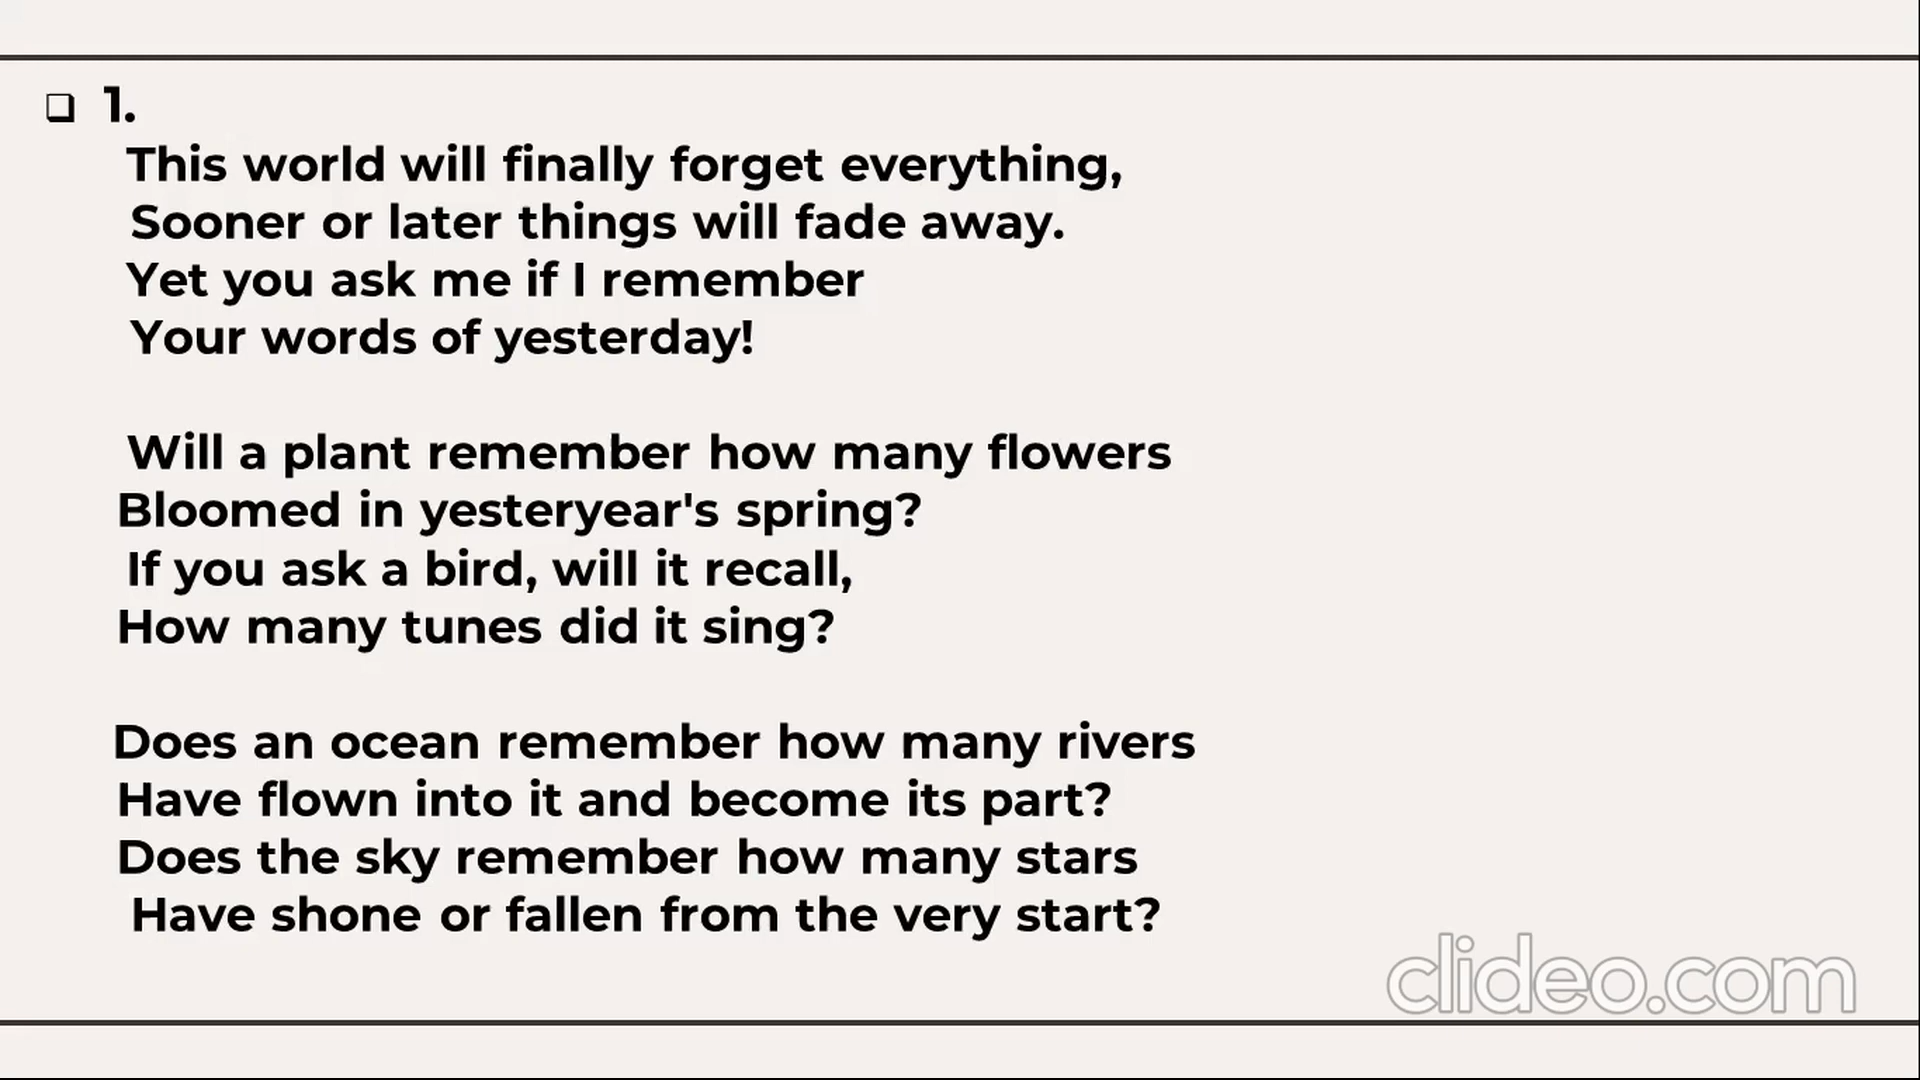 ❑ 1.
This world will finally forget everything,
Sooner or later things will fade away.
Yet you ask me if I remember
Your words of yesterday!
Will a plant remember how many flowers
Bloomed in yesteryear's spring?
If you ask a bird, will it recall,
How many tunes did it sing?
Does an ocean remember how many rivers
Have flown into it and become its part?
Does the sky remember how many stars
Have shone or fallen from the very start?
clideo.com